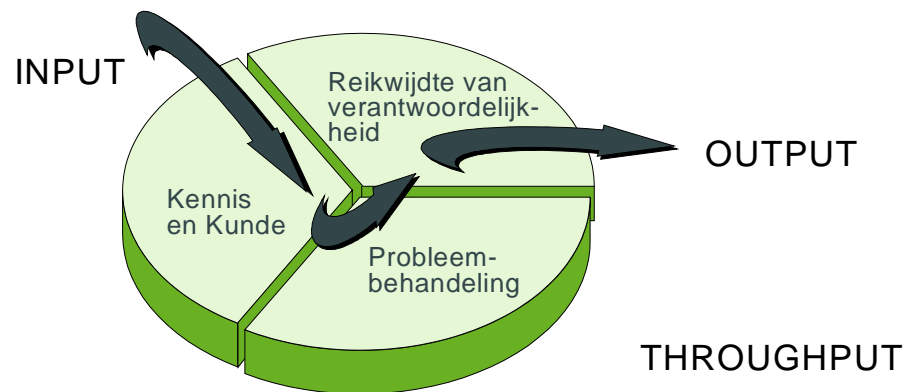 INPUT
Reikwijdte van
verantwoordelijk-
heid
OUTPUT
Kennis
en Kunde
Probleem-
behandeling
THROUGHPUT